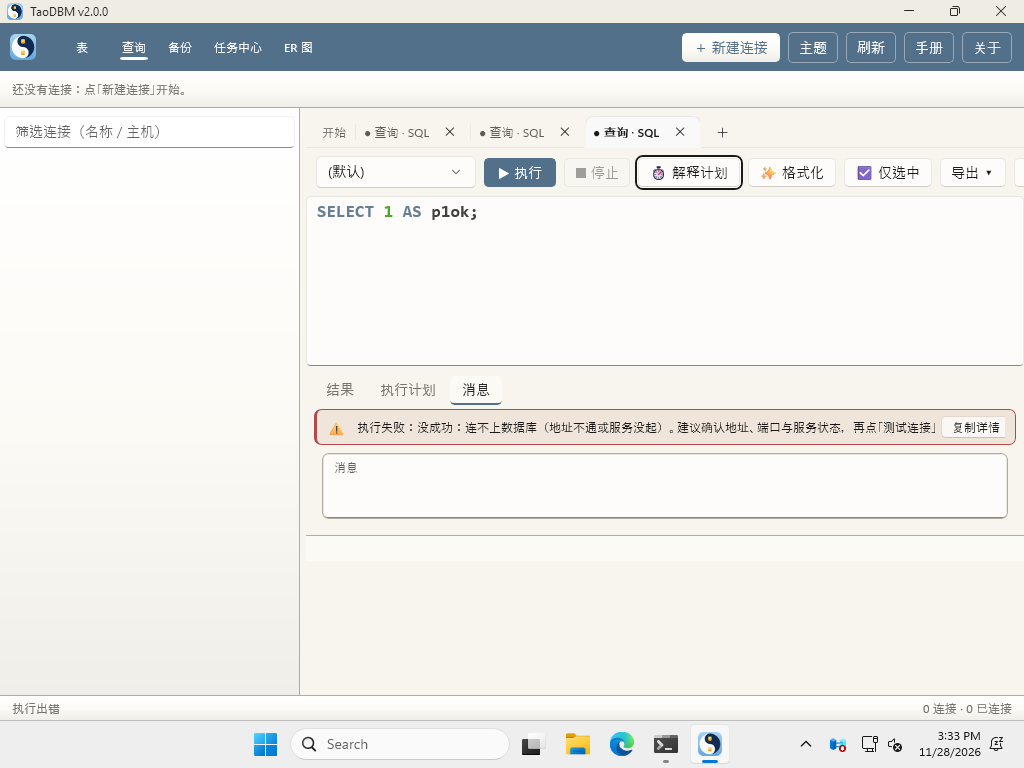 TaoDBM v2.0.0
表 查询 备份 任务中心 ER 图 + 新建连接 主题 刷新 手册 关于
还没有连接：点「新建连接」开始。
筛选连接（名称 / 主机）
开始 ● 查询 · SQL ● 查询 · SQL ● 查询 · SQL
(默认) 执行 停止 解释计划 格式化 仅选中 导出
SELECT 1 AS p1ok;
结果 执行计划 消息
执行失败：没成功：连不上数据库（地址不通或服务没起）。建议确认地址、端口与服务状态，再点「测试连接」 复制详情
消息
执行出错 0 连接 · 0 已连接
Search
3:33 PM
11/28/2026